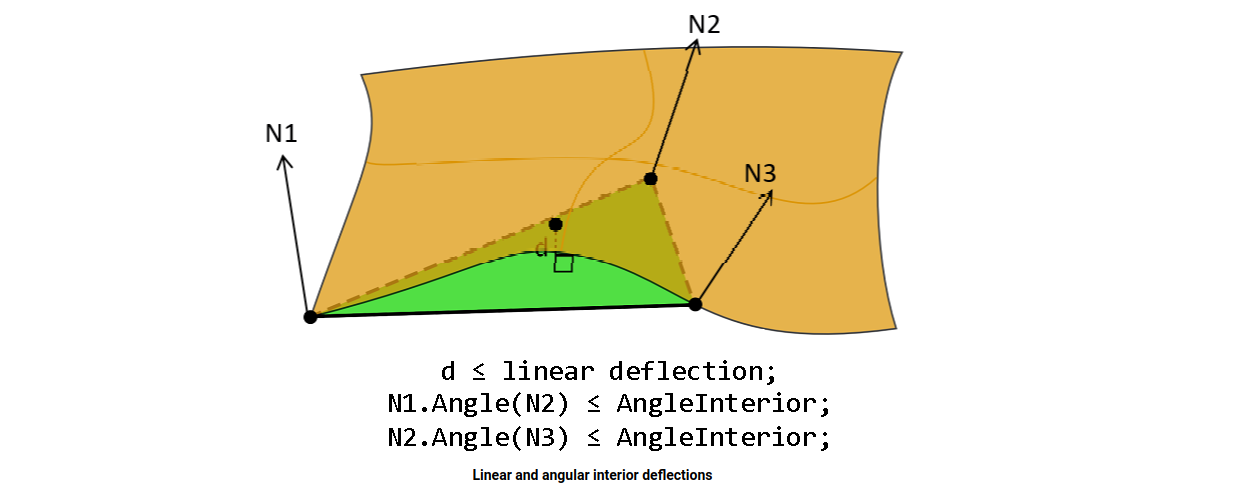 N2
N1
N3
d
d ≤ linear deflection;
N1.Angle(N2) ≤ AngleInterior;
N2.Angle(N3) ≤ AngleInterior;
Linear and angular interior deflections